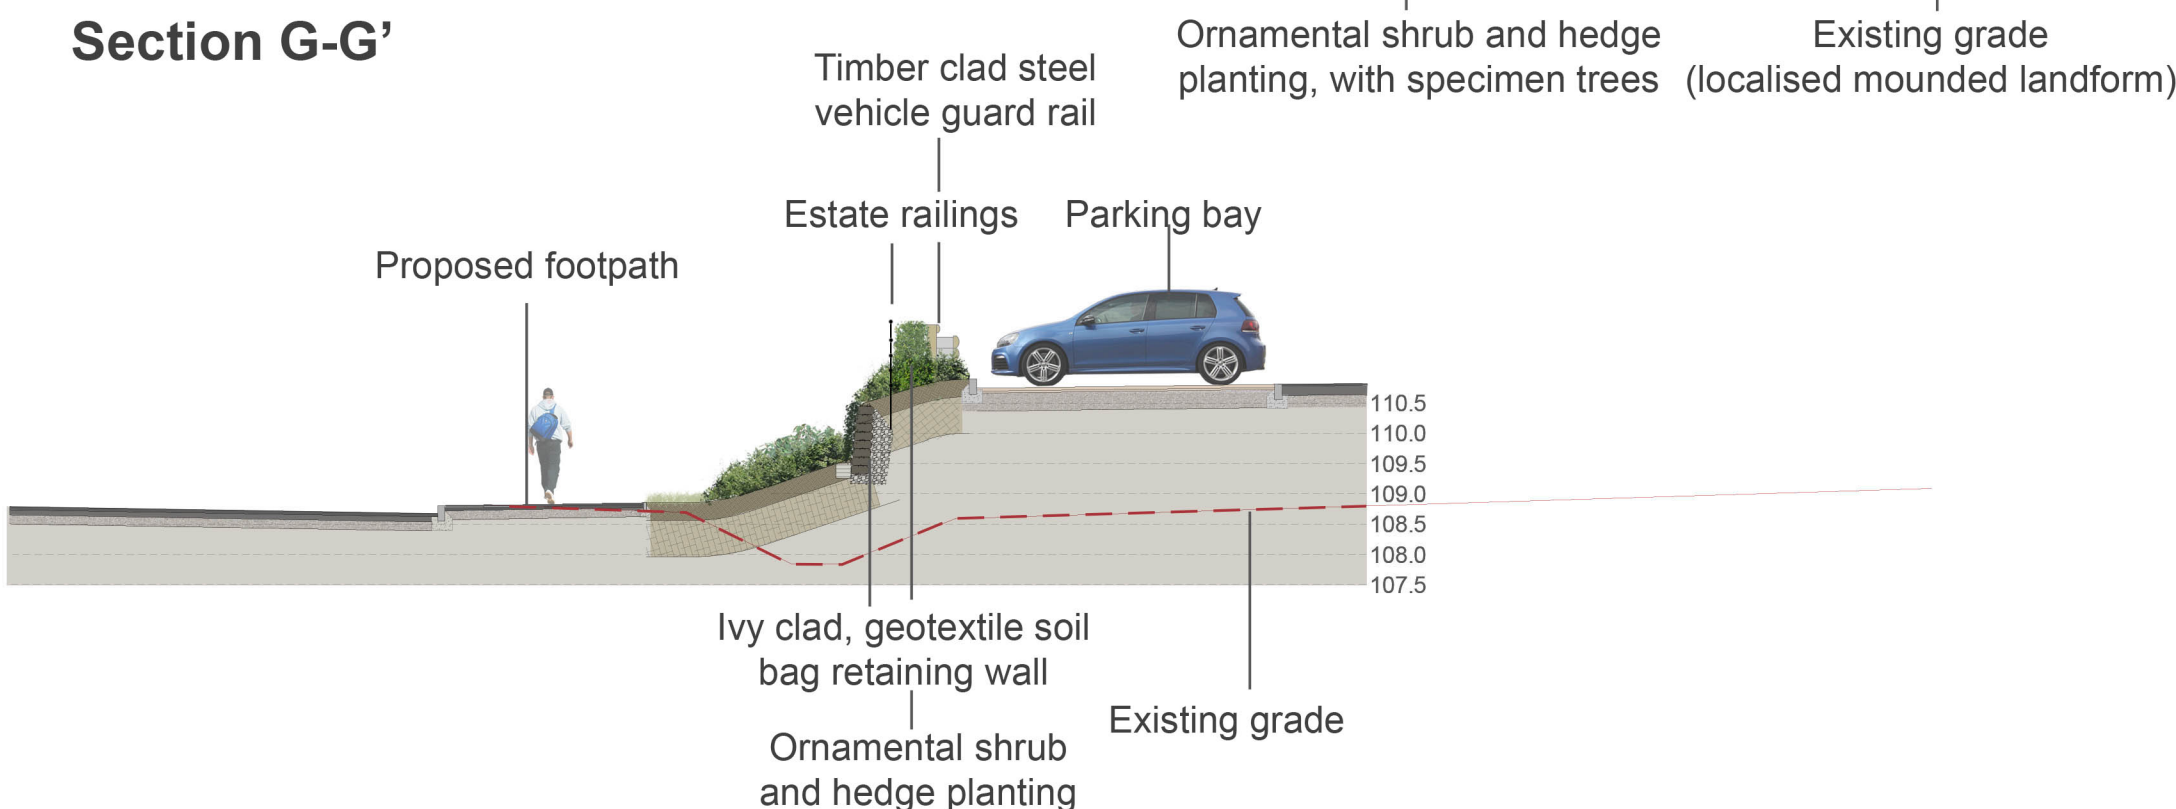 Section G-G’
Ornamental shrub and hedge
planting, with specimen trees
Existing grade
(localised mounded landform)
Timber clad steel
vehicle guard rail
Estate railings
Parking bay
Proposed footpath
110.5
110.0
109.5
109.0
108.5
108.0
107.5
Ivy clad, geotextile soil
bag retaining wall
Existing grade
Ornamental shrub
and hedge planting